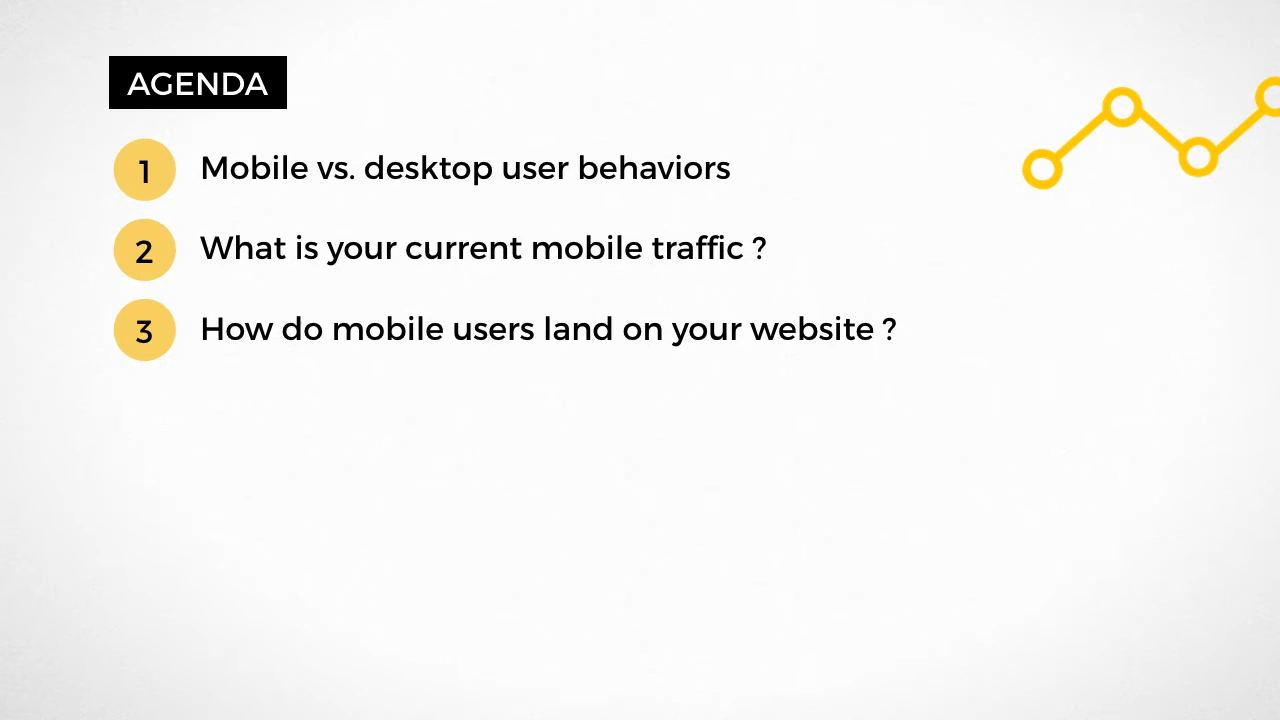 AGENDA
1 Mobile vs. desktop user behaviors
2 What is your current mobile traffic ?
3 How do mobile users land on your website ?